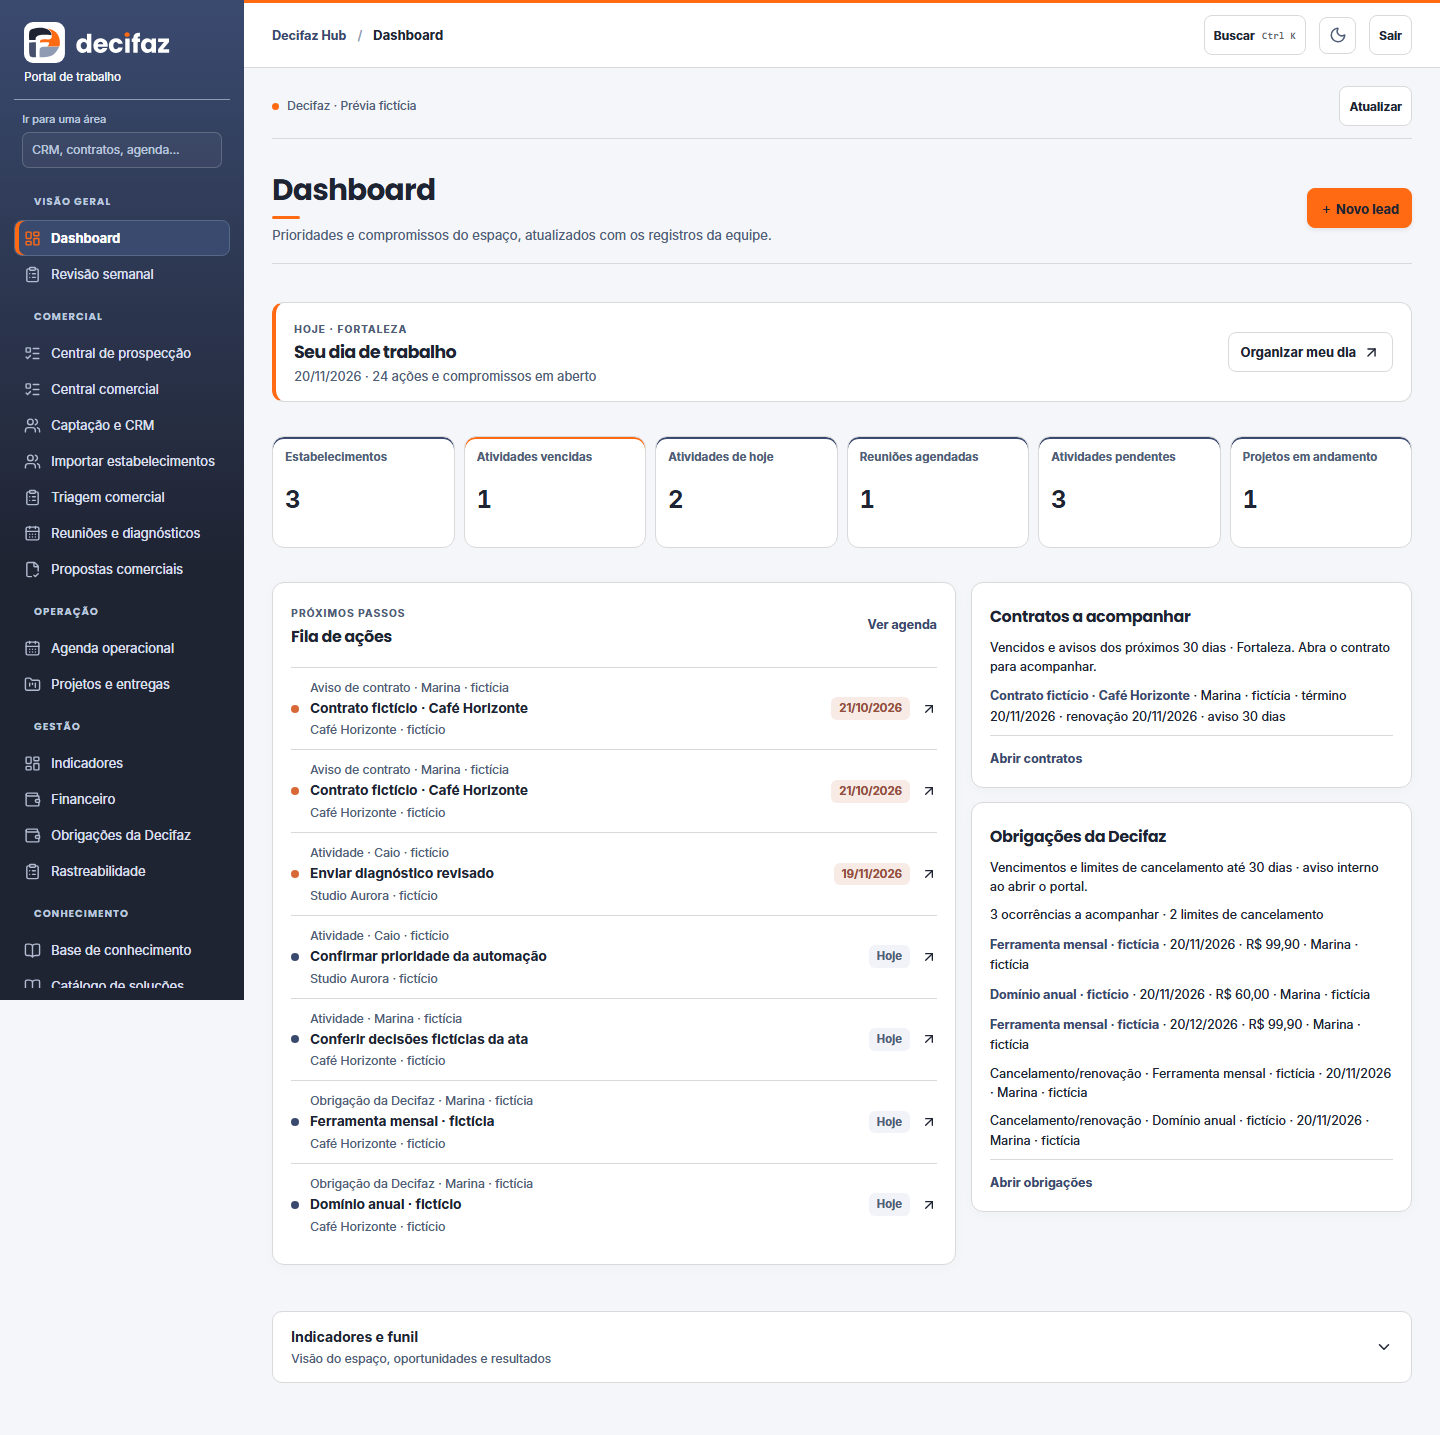 decifaz
Portal de trabalho
Ir para uma área
CRM, contratos, agenda...
VISÃO GERAL
Dashboard
Revisão semanal
COMERCIAL
Central de prospecção
Central comercial
Captação e CRM
Importar estabelecimentos
Triagem comercial
Reuniões e diagnósticos
Propostas comerciais
OPERAÇÃO
Agenda operacional
Projetos e entregas
GESTÃO
Indicadores
Financeiro
Obrigações da Decifaz
Rastreabilidade
CONHECIMENTO
Base de conhecimento
Catálogo de soluções
Decifaz Hub / Dashboard
Buscar Ctrl K
Sair
Decifaz · Prévia fictícia
Atualizar
Dashboard
Prioridades e compromissos do espaço, atualizados com os registros da equipe.
+ Novo lead
HOJE · FORTALEZA
Seu dia de trabalho
20/11/2026 · 24 ações e compromissos em aberto
Organizar meu dia
Estabelecimentos
3
Atividades vencidas
1
Atividades de hoje
2
Reuniões agendadas
1
Atividades pendentes
3
Projetos em andamento
1
PRÓXIMOS PASSOS
Fila de ações
Ver agenda
Aviso de contrato · Marina · fictícia
Contrato fictício · Café Horizonte
Café Horizonte · fictício
21/10/2026
Aviso de contrato · Marina · fictícia
Contrato fictício · Café Horizonte
Café Horizonte · fictício
21/10/2026
Atividade · Caio · fictício
Enviar diagnóstico revisado
Studio Aurora · fictício
19/11/2026
Atividade · Caio · fictício
Confirmar prioridade da automação
Studio Aurora · fictício
Hoje
Atividade · Marina · fictícia
Conferir decisões fictícias da ata
Café Horizonte · fictício
Hoje
Obrigação da Decifaz · Marina · fictícia
Ferramenta mensal · fictícia
Café Horizonte · fictício
Hoje
Obrigação da Decifaz · Marina · fictícia
Domínio anual · fictício
Café Horizonte · fictício
Hoje
Contratos a acompanhar
Vencidos e avisos dos próximos 30 dias · Fortaleza. Abra o contrato
para acompanhar.
Contrato fictício · Café Horizonte · Marina · fictícia · término
20/11/2026 · renovação 20/11/2026 · aviso 30 dias
Abrir contratos
Obrigações da Decifaz
Vencimentos e limites de cancelamento até 30 dias · aviso interno
ao abrir o portal.
3 ocorrências a acompanhar · 2 limites de cancelamento
Ferramenta mensal · fictícia · 20/11/2026 · R$ 99,90 · Marina ·
fictícia
Domínio anual · fictício · 20/11/2026 · R$ 60,00 · Marina · fictícia
Ferramenta mensal · fictícia · 20/12/2026 · R$ 99,90 · Marina ·
fictícia
Cancelamento/renovação · Ferramenta mensal · fictícia · 20/11/2026
· Marina · fictícia
Cancelamento/renovação · Domínio anual · fictício · 20/11/2026 ·
Marina · fictícia
Abrir obrigações
Indicadores e funil
Visão do espaço, oportunidades e resultados